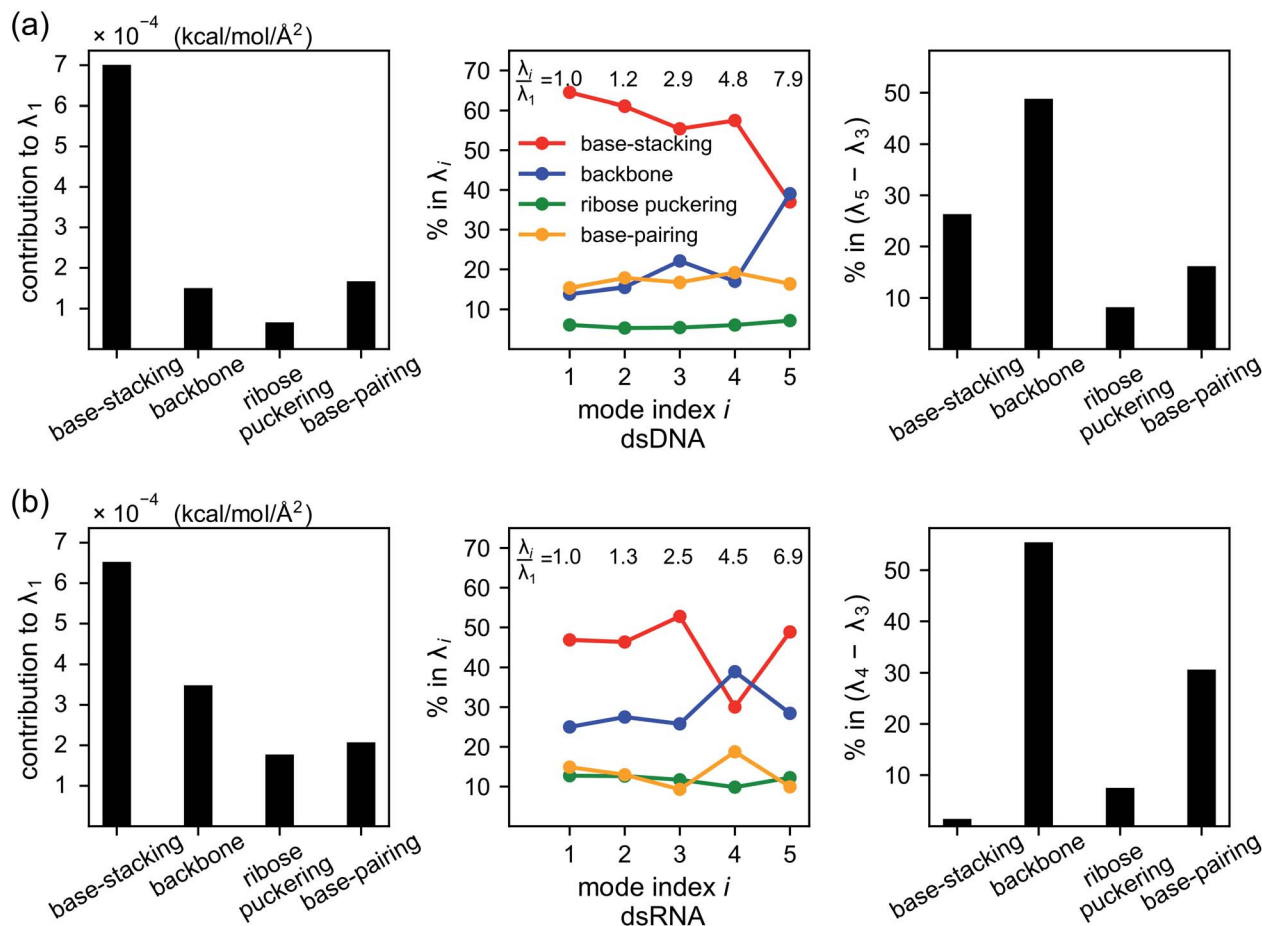 (a)
× 10⁻⁴ (kcal/mol/Å²)
contribution to λ₁
7
6
5
4
3
2
1
base-stacking
backbone
ribose
puckering
base-pairing
% in λᵢ
70
60
50
40
30
20
10
λᵢ/λ₁ =1.0 1.2 2.9 4.8 7.9
base-stacking
backbone
ribose puckering
base-pairing
1 2 3 4 5
mode index i
dsDNA
% in (λ₅ − λ₃)
50
40
30
20
10
base-stacking
backbone
ribose
puckering
base-pairing
(b)
× 10⁻⁴ (kcal/mol/Å²)
contribution to λ₁
7
6
5
4
3
2
1
base-stacking
backbone
ribose
puckering
base-pairing
% in λᵢ
70
60
50
40
30
20
10
λᵢ/λ₁ =1.0 1.3 2.5 4.5 6.9
1 2 3 4 5
mode index i
dsRNA
% in (λ₄ − λ₃)
50
40
30
20
10
base-stacking
backbone
ribose
puckering
base-pairing